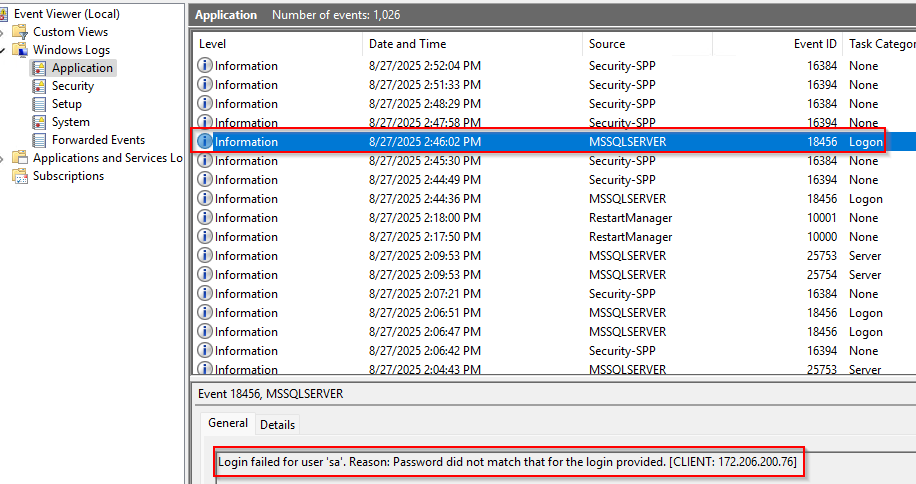 Event Viewer (Local)
Custom Views
Windows Logs
Application
Security
Setup
System
Forwarded Events
Applications and Services Lo
Subscriptions
Application Number of events: 1,026
Level Date and Time Source Event ID Task Categor
Information 8/27/2025 2:52:04 PM Security-SPP 16384 None
Information 8/27/2025 2:51:33 PM Security-SPP 16394 None
Information 8/27/2025 2:48:29 PM Security-SPP 16384 None
Information 8/27/2025 2:47:58 PM Security-SPP 16394 None
Information 8/27/2025 2:46:02 PM MSSQLSERVER 18456 Logon
Information 8/27/2025 2:45:30 PM Security-SPP 16384 None
Information 8/27/2025 2:44:49 PM Security-SPP 16394 None
Information 8/27/2025 2:44:36 PM MSSQLSERVER 18456 Logon
Information 8/27/2025 2:18:00 PM RestartManager 10001 None
Information 8/27/2025 2:17:50 PM RestartManager 10000 None
Information 8/27/2025 2:09:53 PM MSSQLSERVER 25753 Server
Information 8/27/2025 2:09:53 PM MSSQLSERVER 25754 Server
Information 8/27/2025 2:07:21 PM Security-SPP 16384 None
Information 8/27/2025 2:06:51 PM MSSQLSERVER 18456 Logon
Information 8/27/2025 2:06:47 PM MSSQLSERVER 18456 Logon
Information 8/27/2025 2:06:42 PM Security-SPP 16394 None
Information 8/27/2025 2:04:43 PM MSSQLSERVER 25753 Server
Event 18456, MSSQLSERVER
General Details
Login failed for user 'sa'. Reason: Password did not match that for the login provided. [CLIENT: 172.206.200.76]